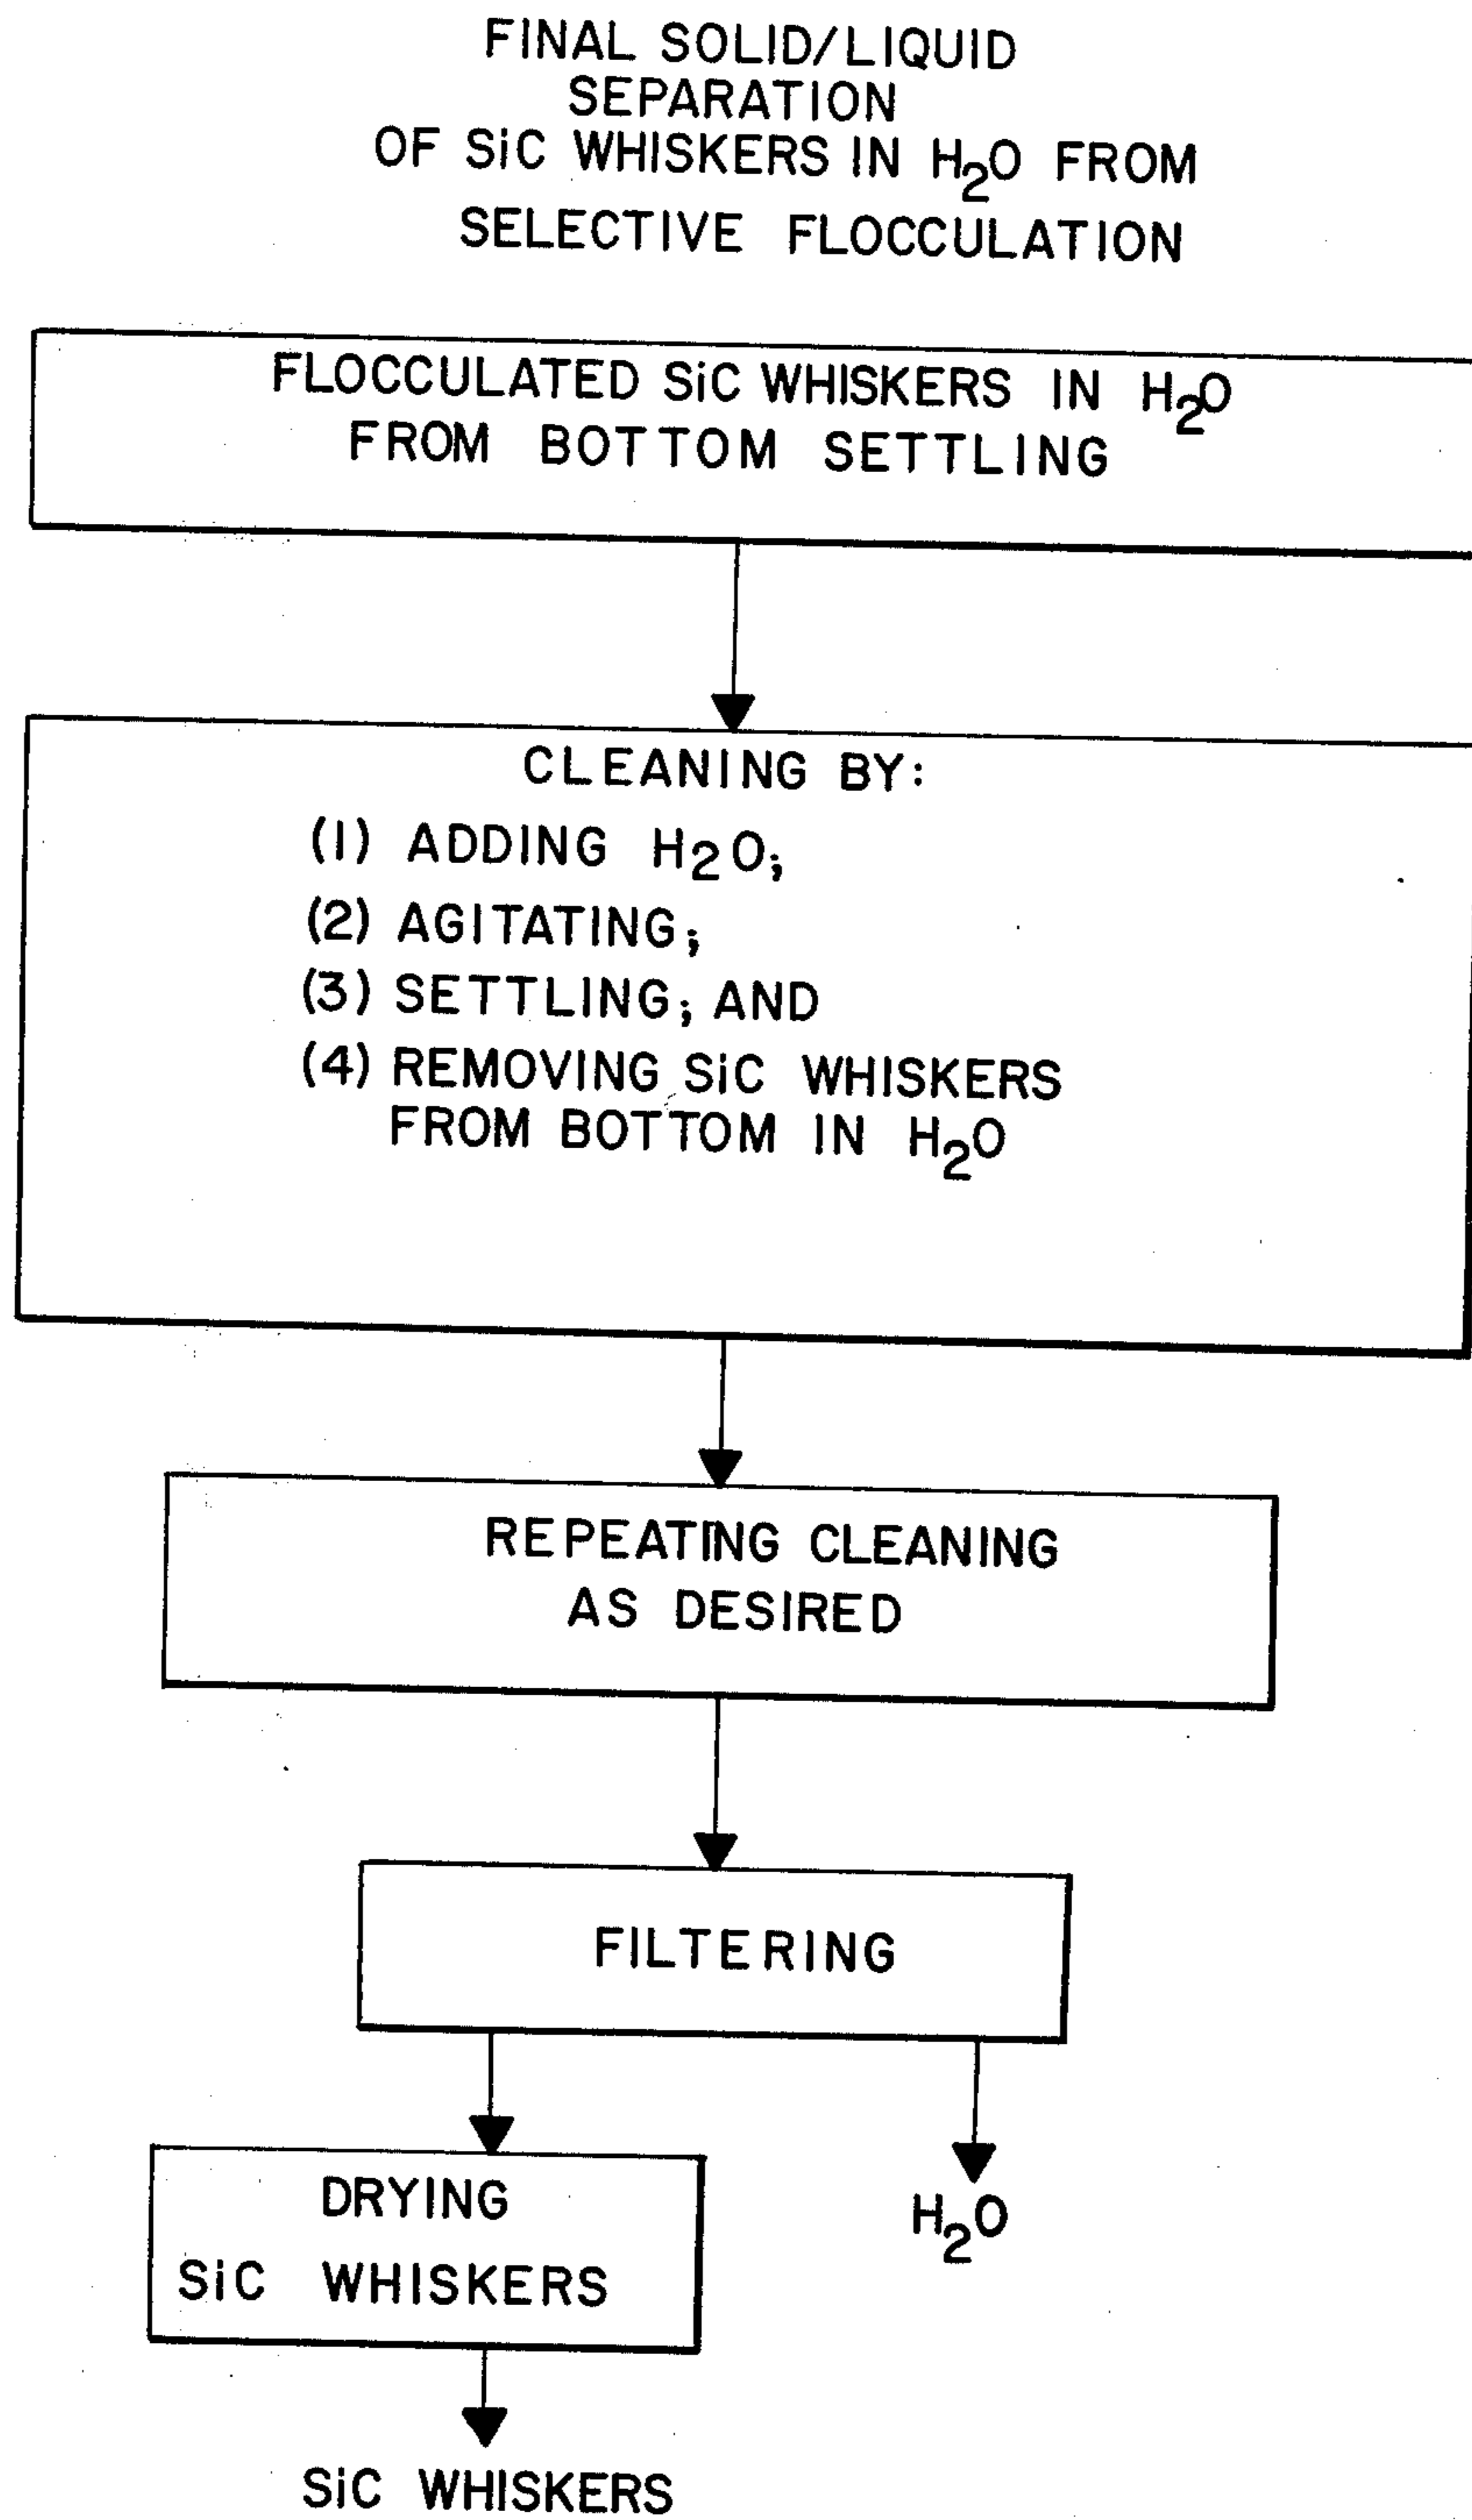 FINAL SOLID/LIQUID
SEPARATION
OF SiC WHISKERS IN H2O FROM
SELECTIVE FLOCCULATION
FLOCCULATED SiC WHISKERS IN H2O
FROM BOTTOM SETTLING
CLEANING BY:
(1) ADDING H2O;
(2) AGITATING;
(3) SETTLING; AND
(4) REMOVING SiC WHISKERS
FROM BOTTOM IN H2O
REPEATING CLEANING
AS DESIRED
FILTERING
DRYING
SiC WHISKERS
H2O
SiC WHISKERS